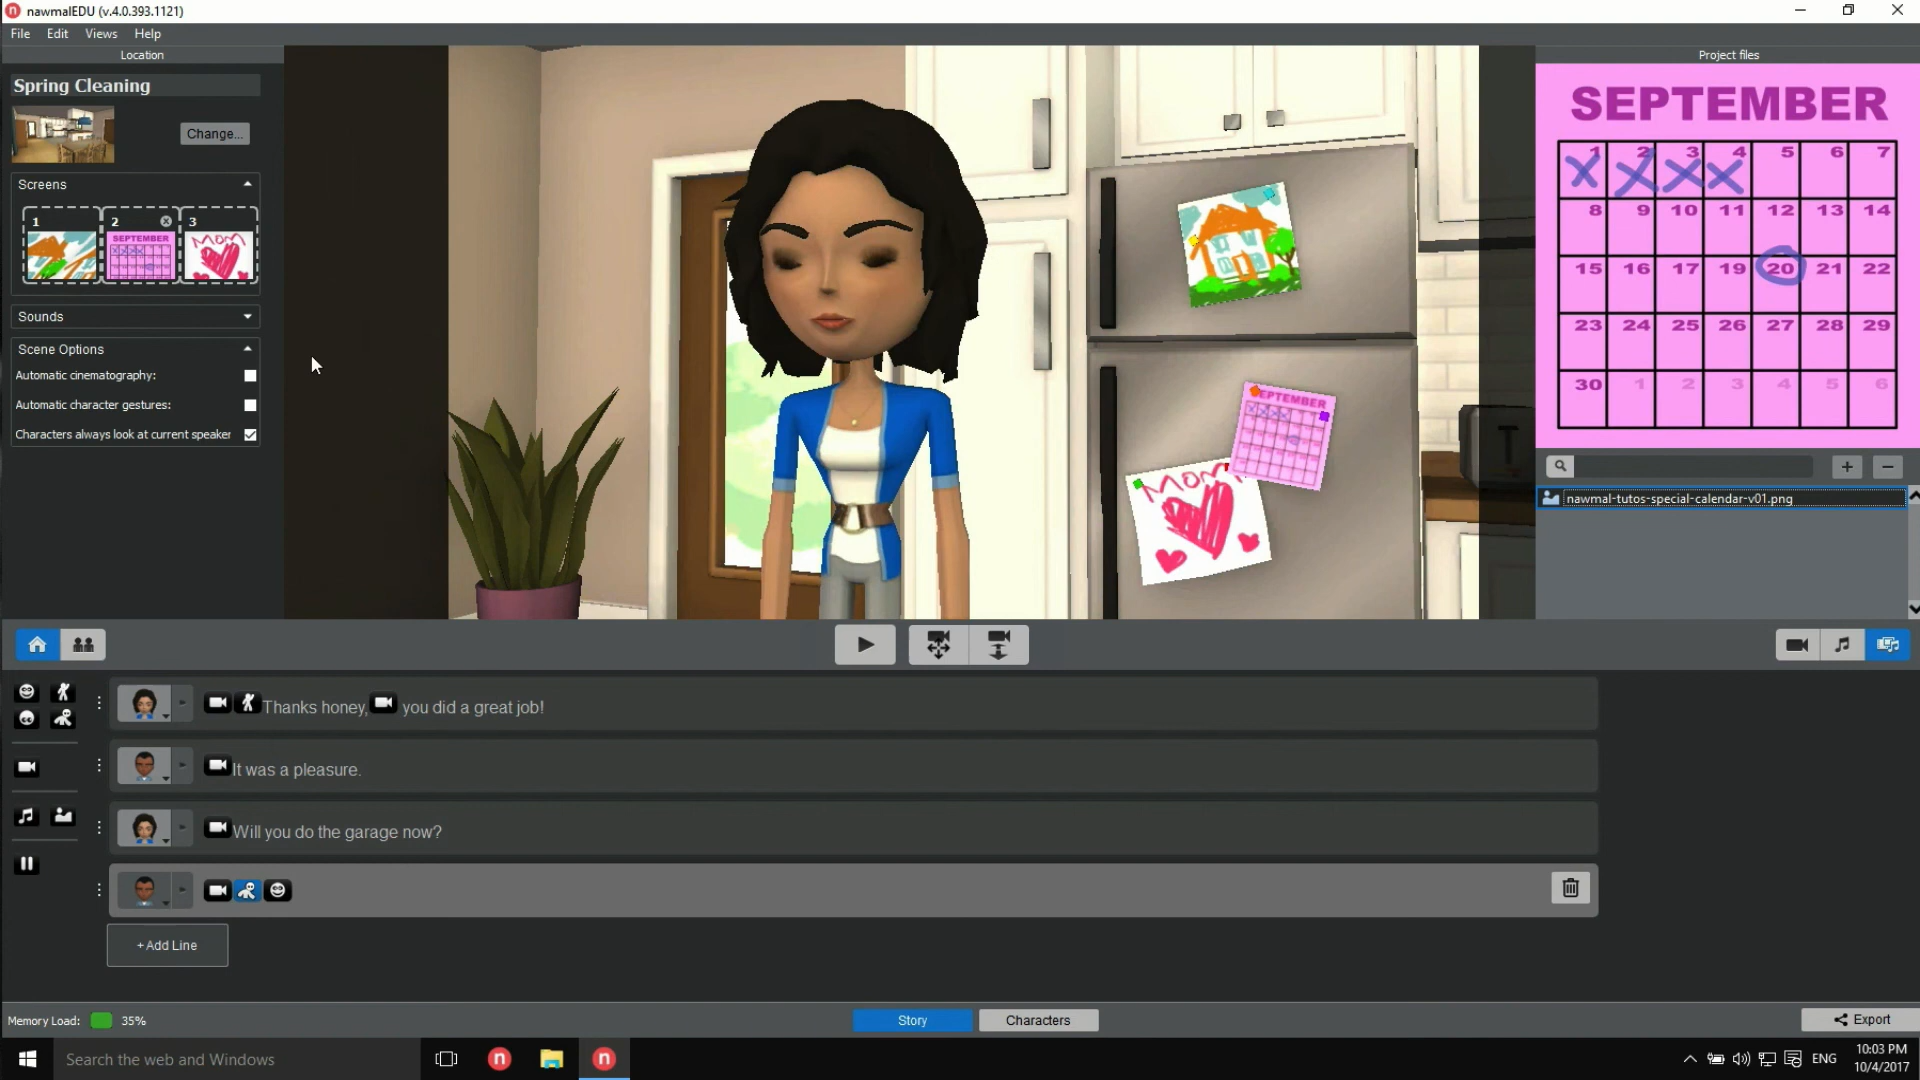 nawmalEDU (v.4.0.393.1121)
File Edit Views Help
Location
Spring Cleaning
Change...
Screens
1 2 3
SEPTEMBER
MOM
Sounds
Scene Options
Automatic cinematography:
Automatic character gestures:
Characters always look at current speaker
SEPTEMBER
MOM
T
Project files
SEPTEMBER
1 2 3 4 5 6 7
8 9 10 11 12 13 14
15 16 17 18 19 20 21 22
23 24 25 26 27 28 29
30 1 2 3 4 5 6
nawmal-tutos-special-calendar-v01.png
Thanks honey, you did a great job!
It was a pleasure.
Will you do the garage now?
+ Add Line
Memory Load: 35%
Story
Characters
Export
Search the web and Windows
n
n
ENG
10:03 PM
10/4/2017